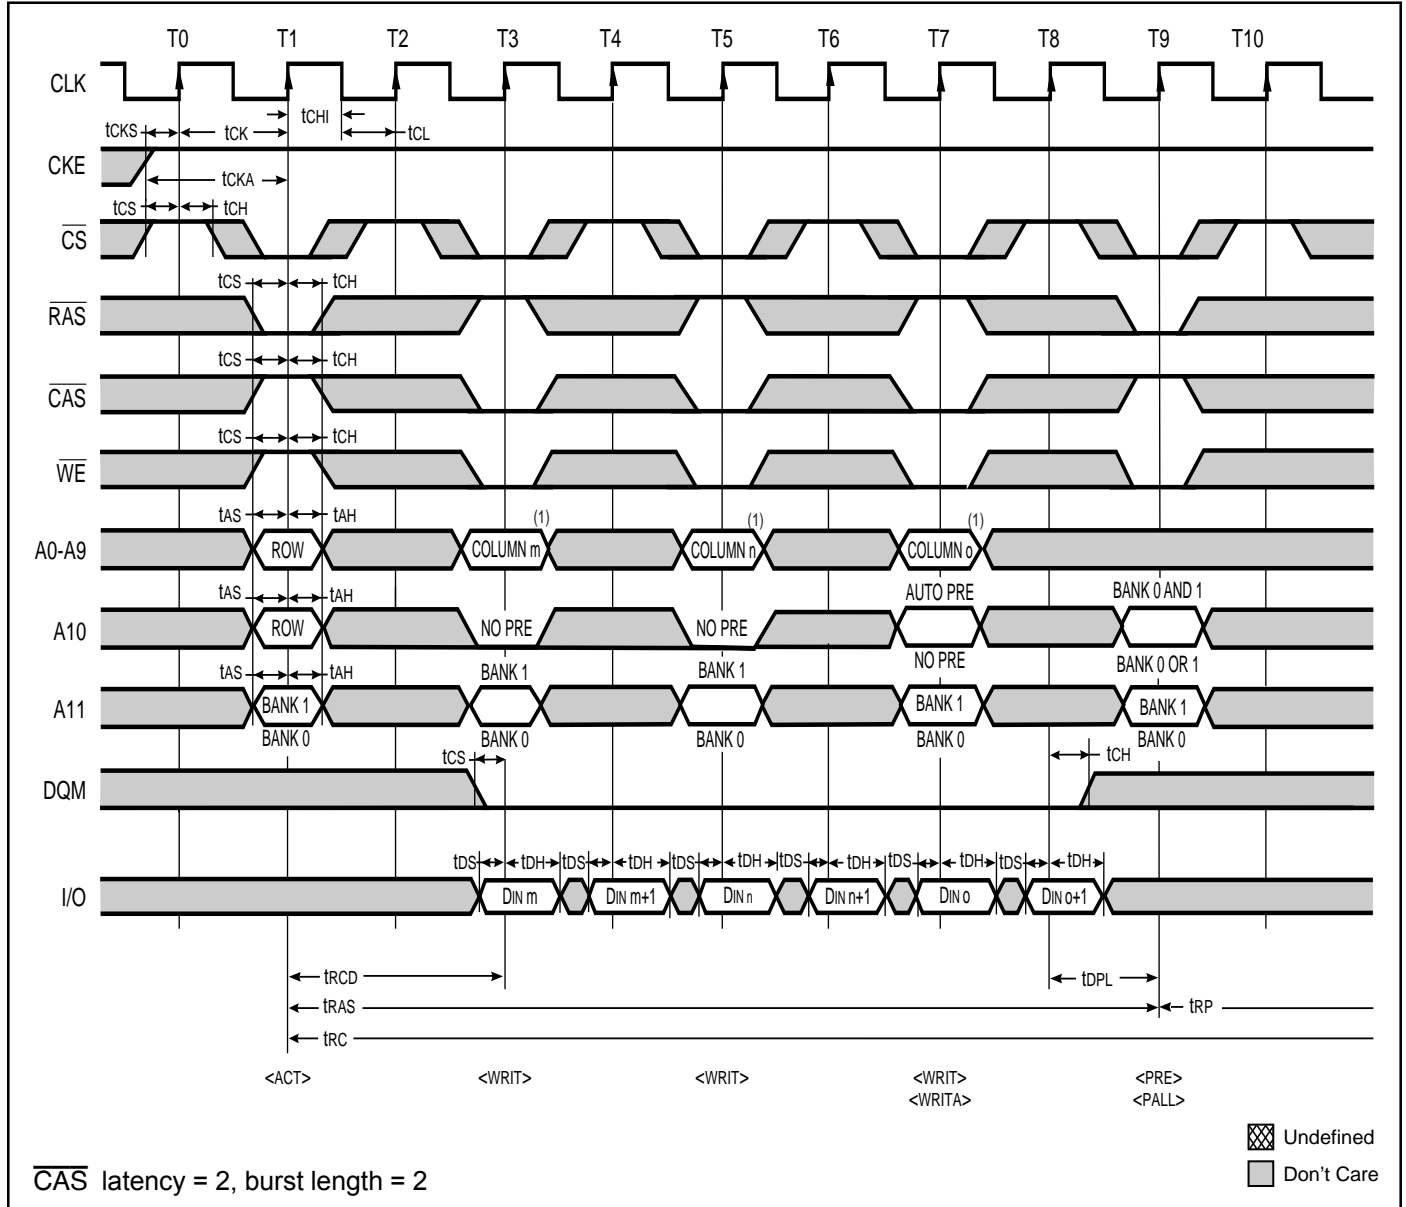 T0 T1 T2 T3 T4 T5 T6 T7 T8 T9 T10
CLK
tCHI
tCKS tCK tCL
CKE
tCKA
tCS tCH
CS
tCS tCH
RAS
tCS tCH
CAS
tCS tCH
WE
tAS tAH (1) (1) (1)
A0-A9 ROW COLUMN m COLUMN n COLUMN o
tAS tAH AUTO PRE BANK 0 AND 1
A10 ROW NO PRE NO PRE
NO PRE BANK 0 OR 1
tAS tAH BANK 1 BANK 1
A11 BANK 1 BANK 1 BANK 1
BANK 0 BANK 0 BANK 0 BANK 0 BANK 0
tCS tCH
DQM
tDS tDH tDS tDH tDS tDH tDS tDH tDS tDH tDS tDH
I/O DIN m DIN m+1 DIN n DIN n+1 DIN o DIN o+1
tRCD tDPL
tRAS tRP
tRC
<ACT> <WRIT> <WRIT> <WRIT> <PRE>
<WRITA> <PALL>
Undefined
Don't Care
CAS latency = 2, burst length = 2